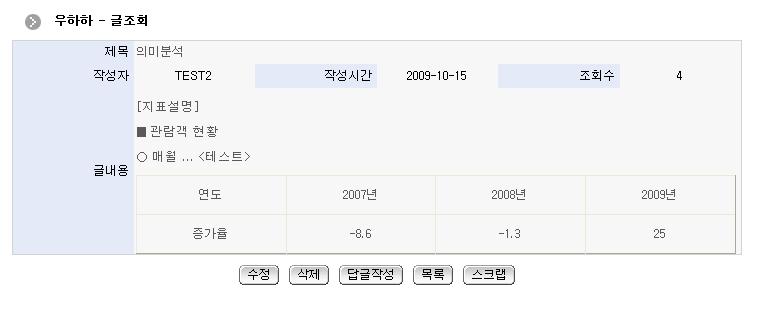 우하하 - 글조회
제목 의미분석
작성자 TEST2 작성시간 2009-10-15 조회수 4
글내용
[지표설명]
■ 관람객 현황
○ 매월 ... <테스트>
연도 2007년 2008년 2009년
증가율 -8.6 -1.3 25
수정 삭제 답글작성 목록 스크랩